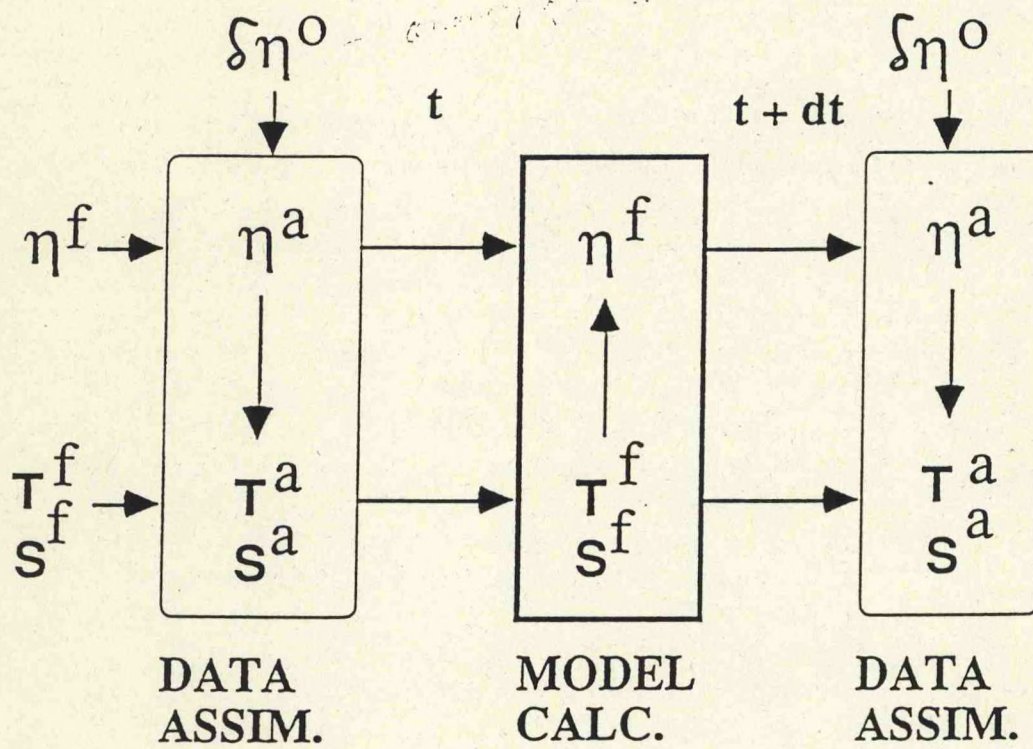 δη^o δη^o
t t + dt
η^f η^a η^f η^a
T^f T^a T^f T^a
S^f S^a S^f S^a
DATA MODEL DATA
ASSIM. CALC. ASSIM.